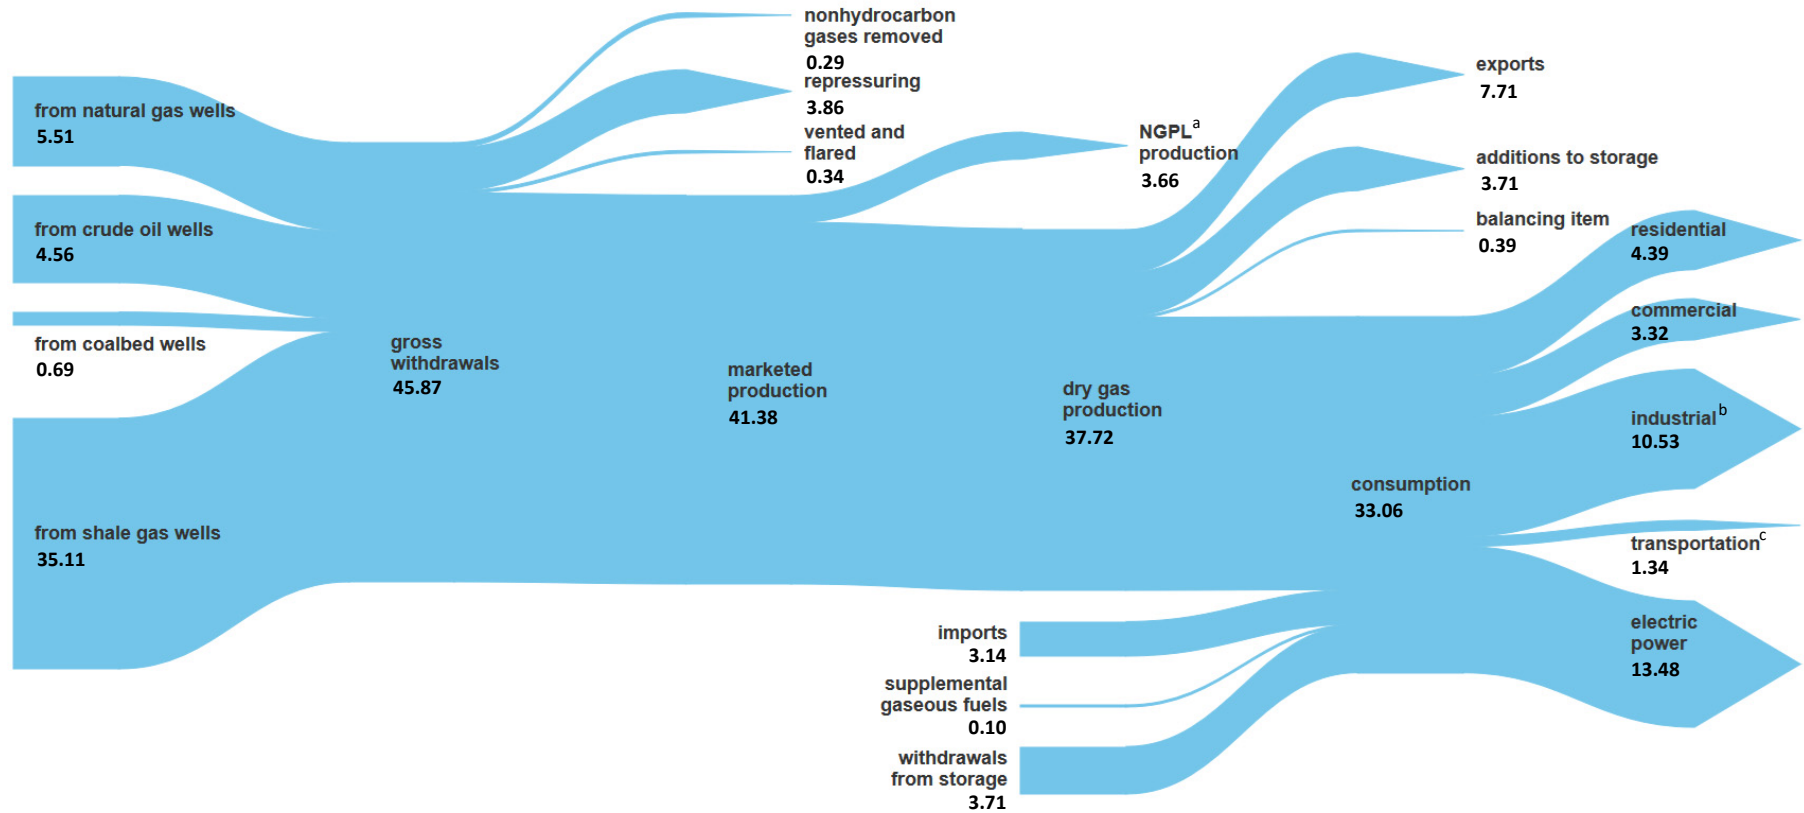 from natural gas wells
5.51
from crude oil wells
4.56
from coalbed wells
0.69
from shale gas wells
35.11
gross
withdrawals
45.87
nonhydrocarbon
gases removed
0.29
repressuring
3.86
vented and
flared
0.34
marketed
production
41.38
NGPLᵃ
production
3.66
dry gas
production
37.72
imports
3.14
supplemental
gaseous fuels
0.10
withdrawals
from storage
3.71
exports
7.71
additions to storage
3.71
balancing item
0.39
consumption
33.06
residential
4.39
commercial
3.32
industrialᵇ
10.53
transportationᶜ
1.34
electric
power
13.48